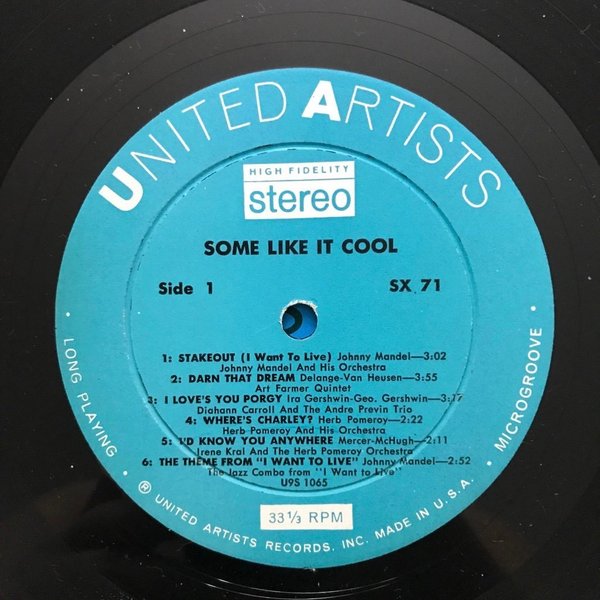 UNITED ARTISTS
HIGH FIDELITY
stereo
SOME LIKE IT COOL
Side 1 SX 71
1: STAKEOUT (I Want To Live) Johnny Mandel—3:02
Johnny Mandel And His Orchestra
2: DARN THAT DREAM Delange-Van Heusen—3:55
Art Farmer Quintet
3: I LOVE'S YOU PORGY Ira Gershwin-Geo. Gershwin—3:17
Diahann Carroll And The Andre Previn Trio
4: WHERE'S CHARLEY? Herb Pomeroy—2:22
Herb Pomeroy And His Orchestra
5: I'D KNOW YOU ANYWHERE Mercer-McHugh—2:11
Irene Kral And The Herb Pomeroy Orchestra
6: THE THEME FROM "I WANT TO LIVE" Johnny Mandel—2:52
The Jazz Combo from "I Want to Live"
U9S 1065
33 1/3 RPM
· LONG PLAYING · ® UNITED ARTISTS RECORDS, INC. MADE IN U.S.A. · MICROGROOVE ·